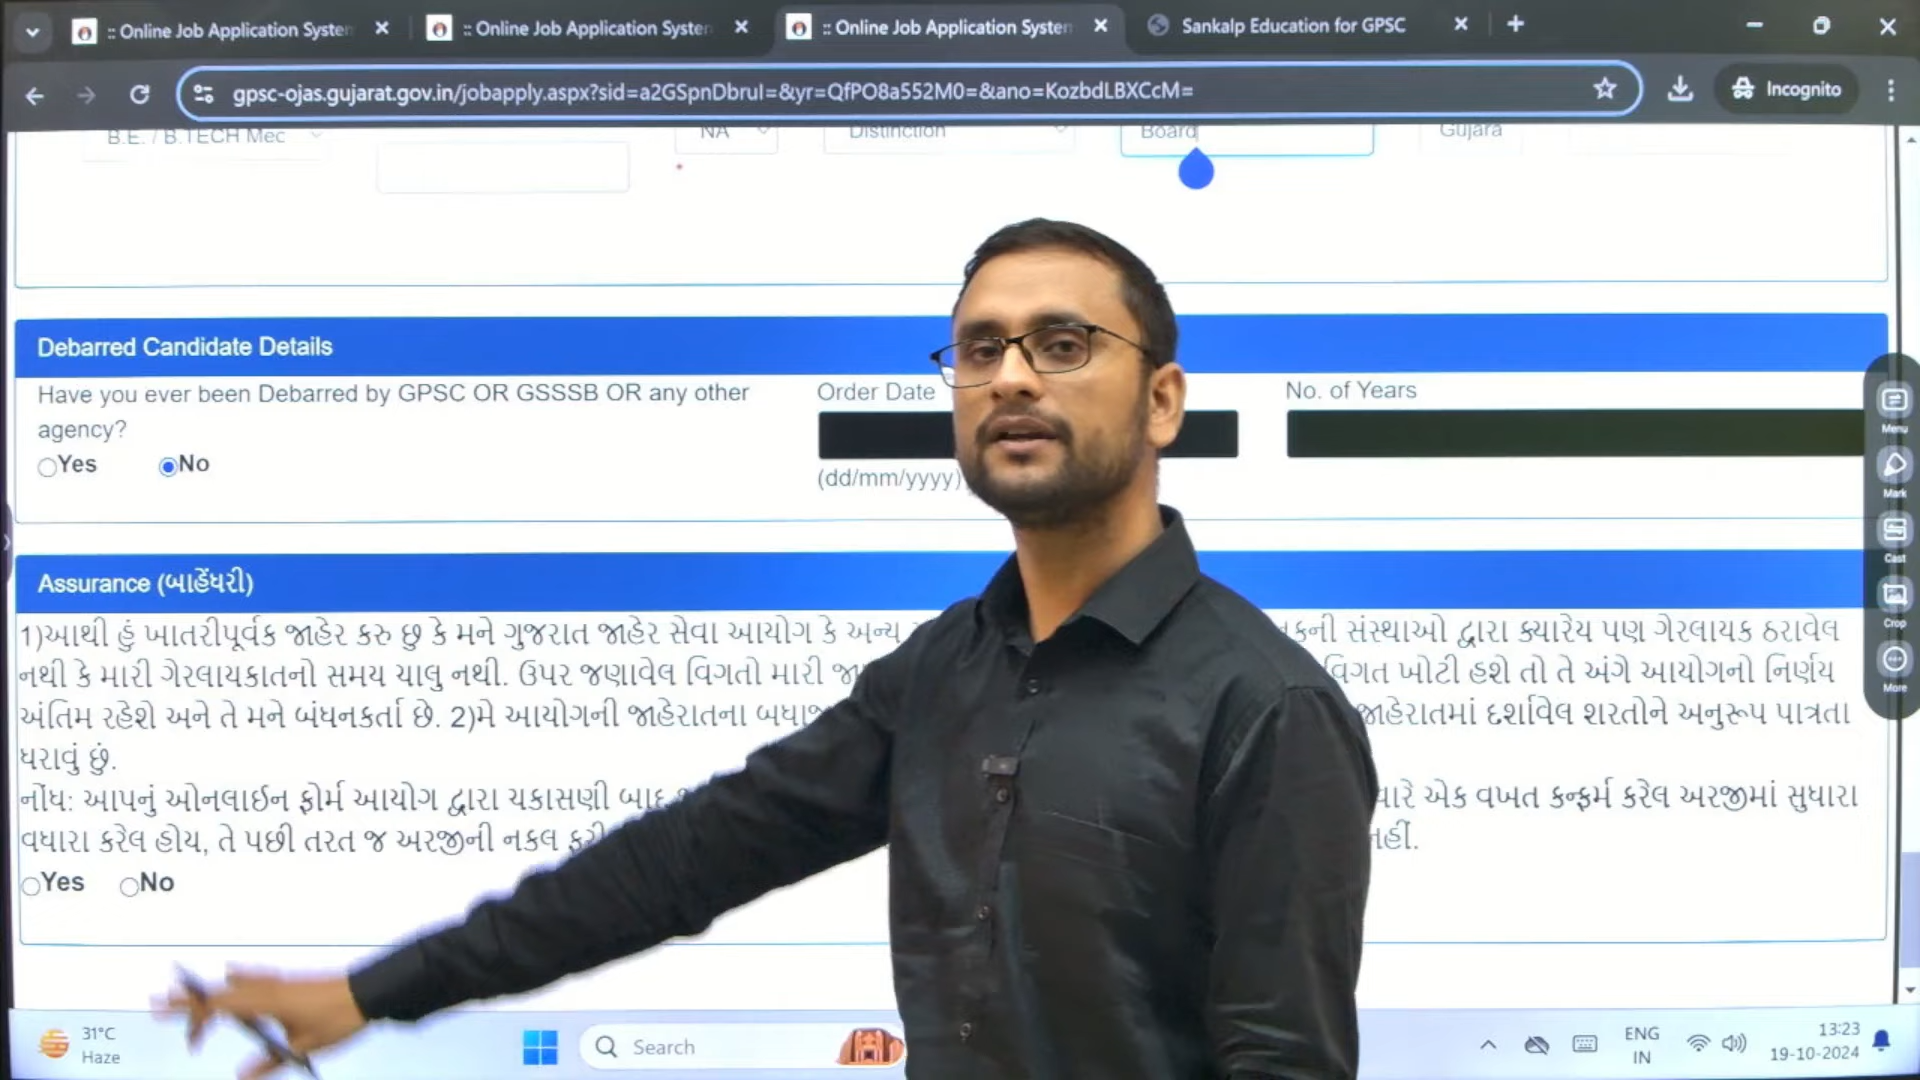 :: Online Job Application System
:: Online Job Application System
:: Online Job Application System
Sankalp Education for GPSC
gpsc-ojas.gujarat.gov.in/jobapply.aspx?sid=a2GSpnDbruI=&yr=QfPO8a552M0=&ano=KozbdLBXCcM=
Incognito
B.E. / B.TECH Mec
NA
Distinction
Board
Gujara
*
Debarred Candidate Details
Have you ever been Debarred by GPSC OR GSSSB OR any other
agency?
Yes No
Order Date
(dd/mm/yyyy)
No. of Years
Menu
Mark
Cast
Crop
More
Assurance (બાહેંધરી)
1)આથી હું ખાતરીપૂર્વક જાહેર કરુ છુ કે મને ગુજરાત જાહેર સેવા આયોગ કે અન્ય સંસ્થાઓ દ્વારા ક્યારેય પણ ગેરલાયક ઠરાવેલ
નથી કે મારી ગેરલાયકાતનો સમય ચાલુ નથી. ઉપર જણાવેલ વિગતો મારી વિગત ખોટી હશે તો તે અંગે આયોગનો નિર્ણય
અંતિમ રહેશે અને તે મને બંધનકર્તા છે. 2)મે આયોગની જાહેરાતના જાહેરાતમાં દર્શાવેલ શરતોને અનુરૂપ પાત્રતા
ધરાવું છું.
નોંધ: આપનું ઓનલાઈન ફોર્મ આયોગ દ્વારા ચકાસણી બાદ એક વખત કન્ફર્મ કરેલ અરજીમાં સુધારા
વધારા કરેલ હોય, તે પછી તરત જ અરજીની નકલ
Yes No
31°C
Haze
Search
ENG
IN
13:23
19-10-2024